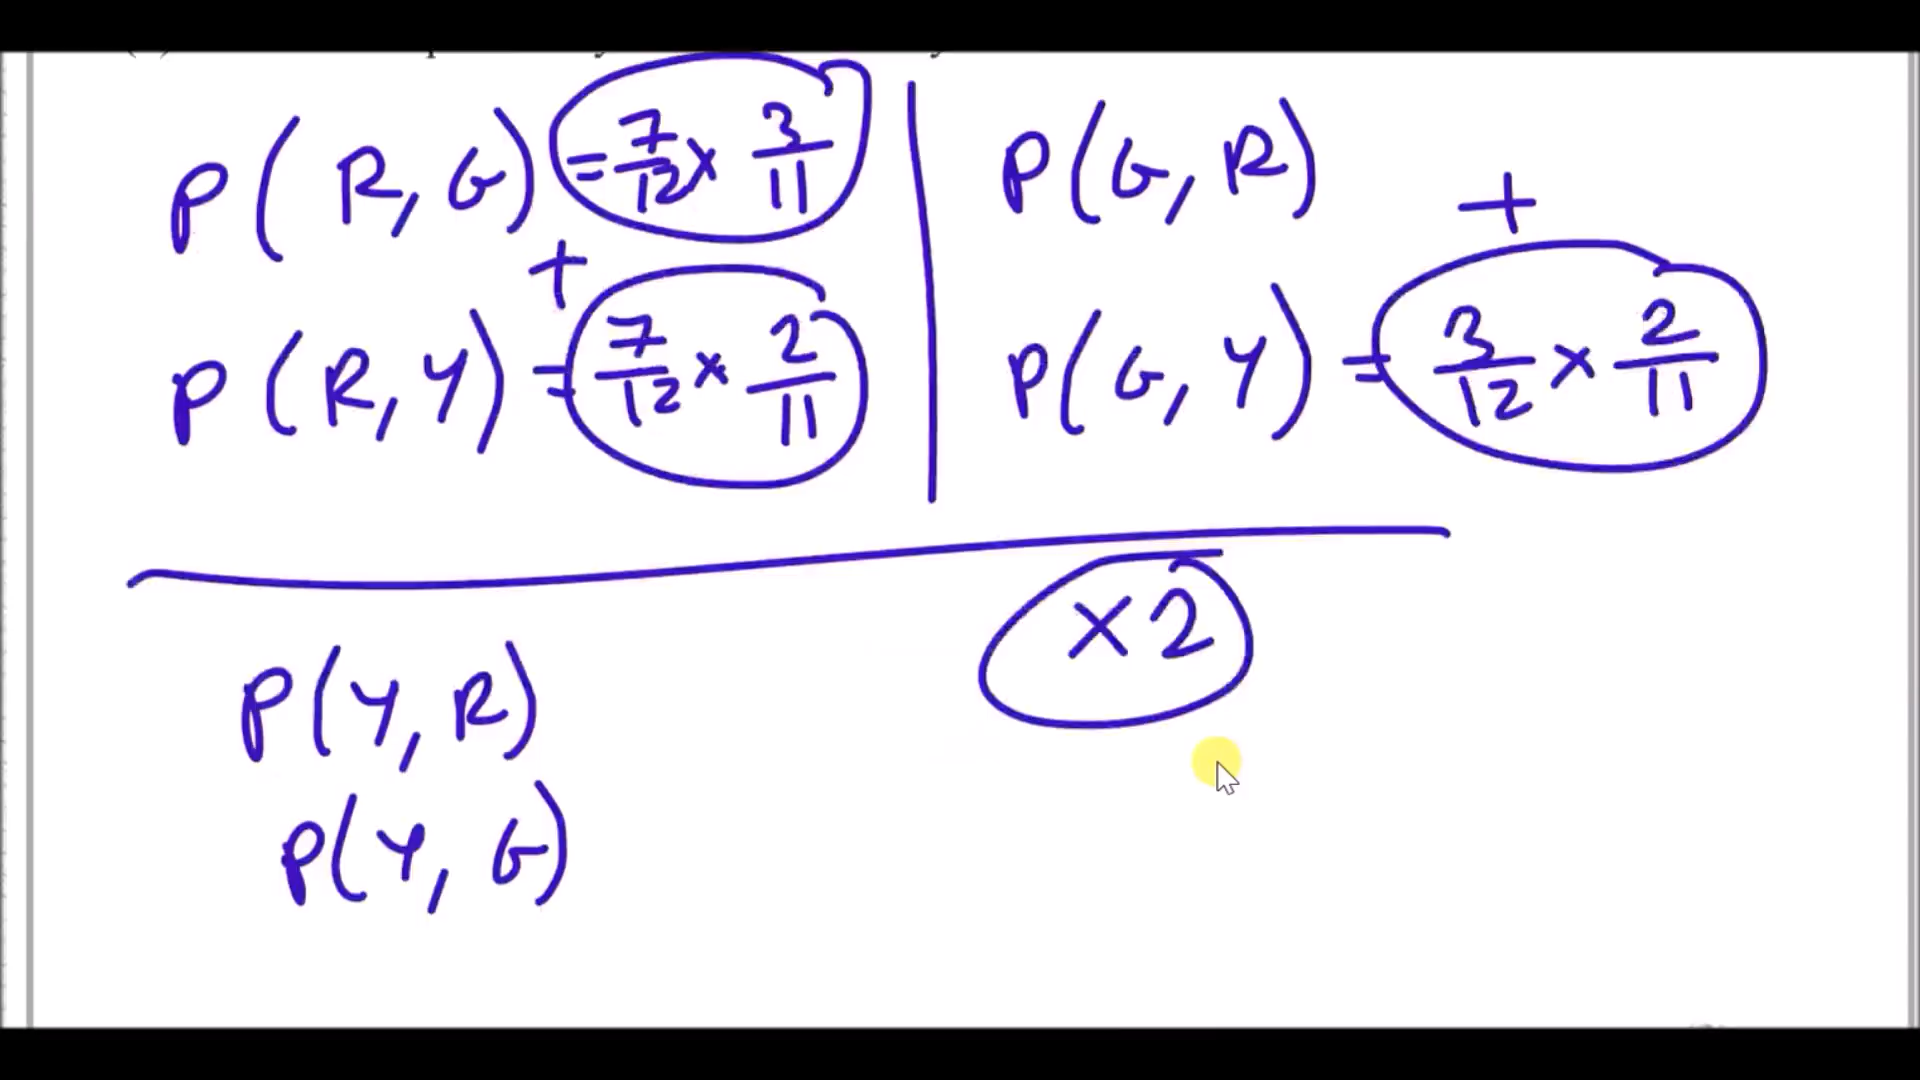 P(R,G) = 7/12 × 3/11
+
P(R,Y) = 7/12 × 2/11
P(G,R)
+
P(G,Y) = 3/12 × 2/11
×2
P(Y,R)
P(Y,G)